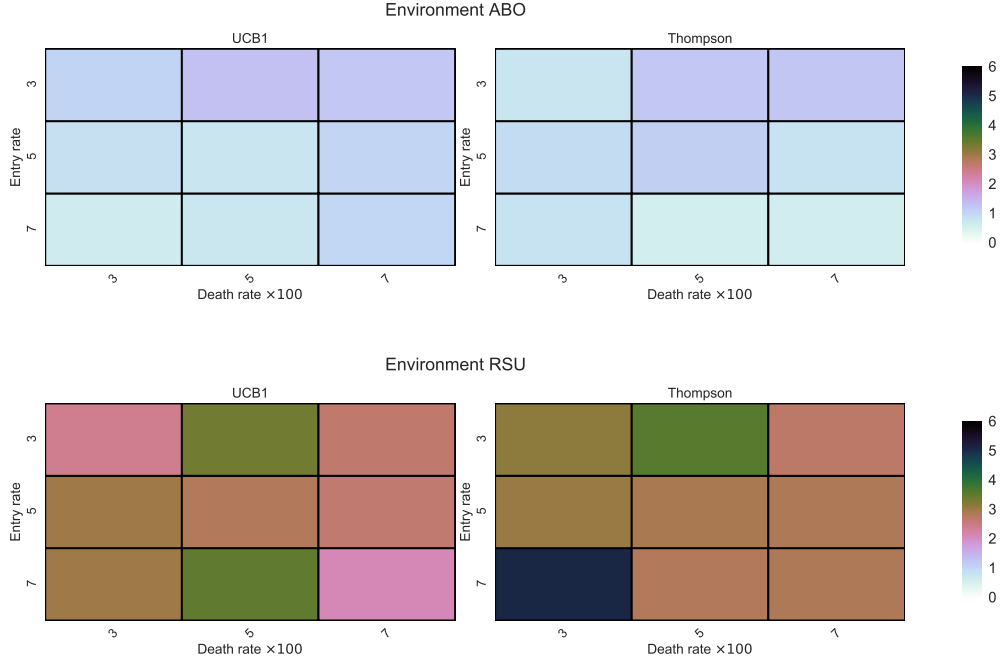 Environment ABO
UCB1
Thompson
Entry rate
3
5
7
3
5
7
Death rate ×100
Entry rate
3
5
7
3
5
7
Death rate ×100
6
5
4
3
2
1
0
Environment RSU
UCB1
Thompson
Entry rate
3
5
7
3
5
7
Death rate ×100
Entry rate
3
5
7
3
5
7
Death rate ×100
6
5
4
3
2
1
0